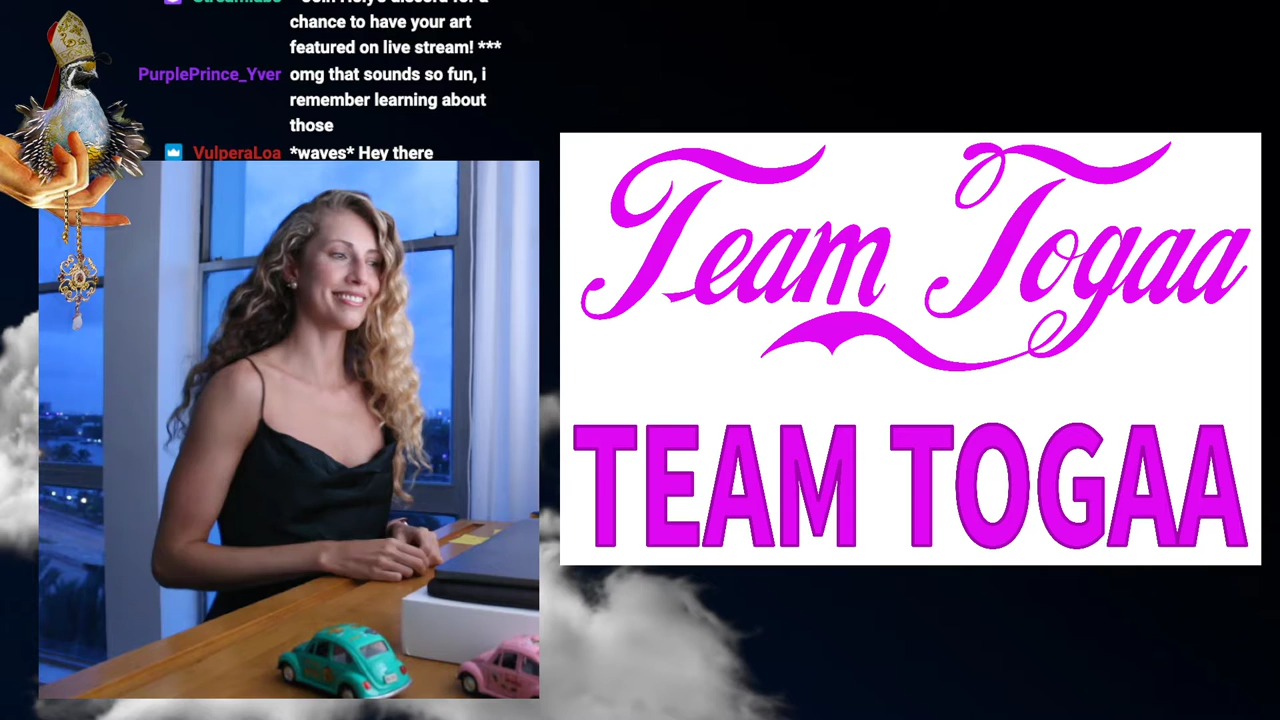 chance to have your art
featured on live stream! ***
PurplePrince_Yver omg that sounds so fun, i
remember learning about
those
VulperaLoa *waves* Hey there
Team Togaa
TEAM TOGAA